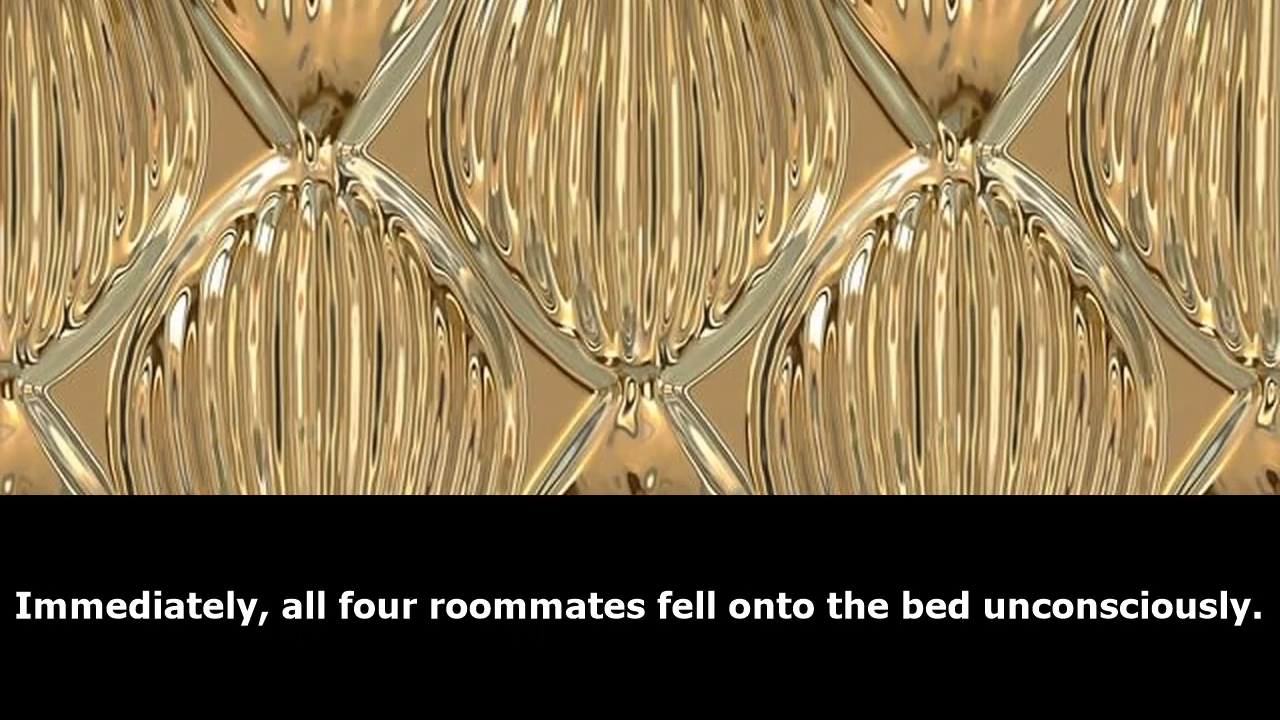 Immediately, all four roommates fell onto the bed unconsciously.